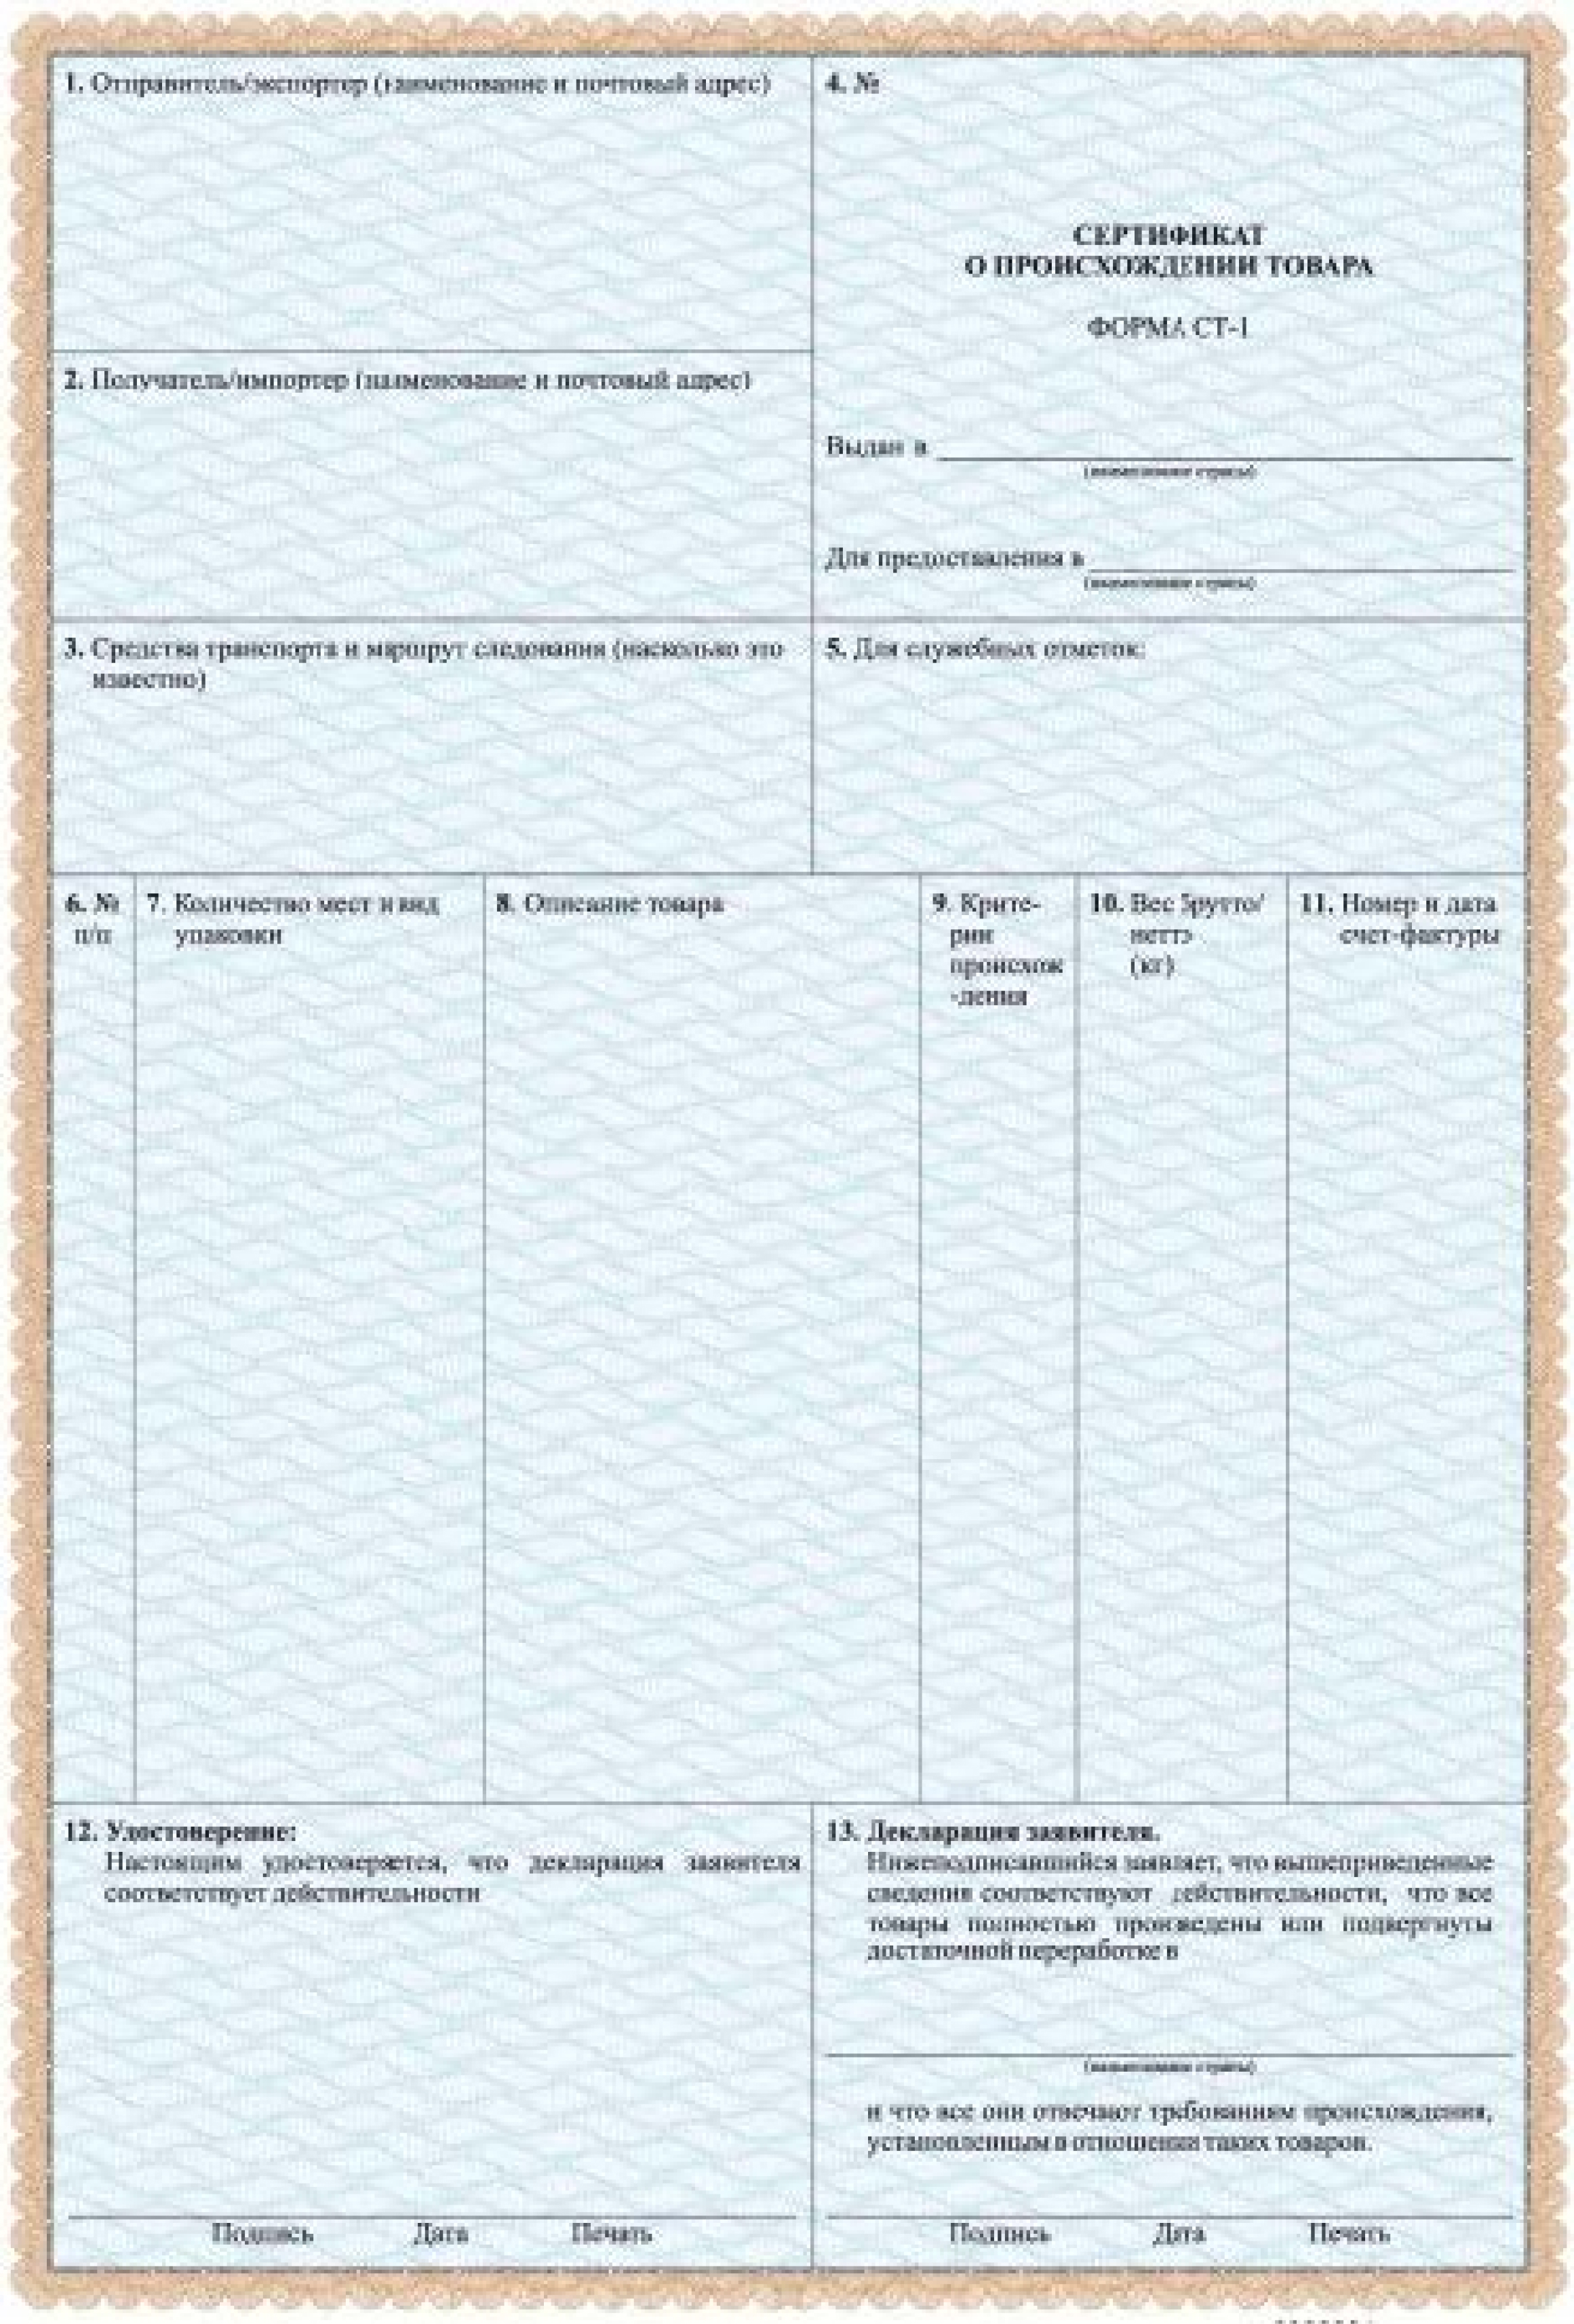 1. Отправитель/экспортер (наименование и почтовый адрес)
4. №
СЕРТИФИКАТ
О ПРОИСХОЖДЕНИИ ТОВАРА
ФОРМА СТ-1
2. Получатель/импортер (наименование и почтовый адрес)
Выдан в
(наименование страны)
Для предоставления в
(наименование страны)
3. Средства транспорта и маршрут следования (насколько это
известно)
5. Для служебных отметок:
6. №
п/п
7. Количество мест и вид
упаковки
8. Описание товара
9. Крите-
рии
происхож
-дения
10. Вес брутто/
нетто
(кг)
11. Номер и дата
счет-фактуры
12. Удостоверение:
Настоящим удостоверяется, что декларация заявителя
соответствует действительности
13. Декларация заявителя.
Нижеподписавшийся заявляет, что вышеприведенные
сведения соответствуют действительности, что все
товары полностью произведены или подвергнуты
достаточной переработке в
(наименование страны)
и что все они отвечают требованиям происхождения,
установленным в отношении таких товаров.
Подпись Дата Печать
Подпись Дата Печать